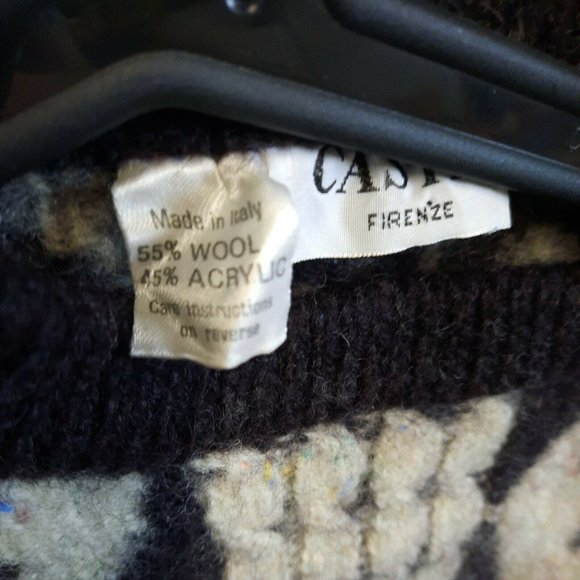 Made in Italy
55% WOOL
45% ACRYLIC
Care instructions
on reverse
FIRENZE